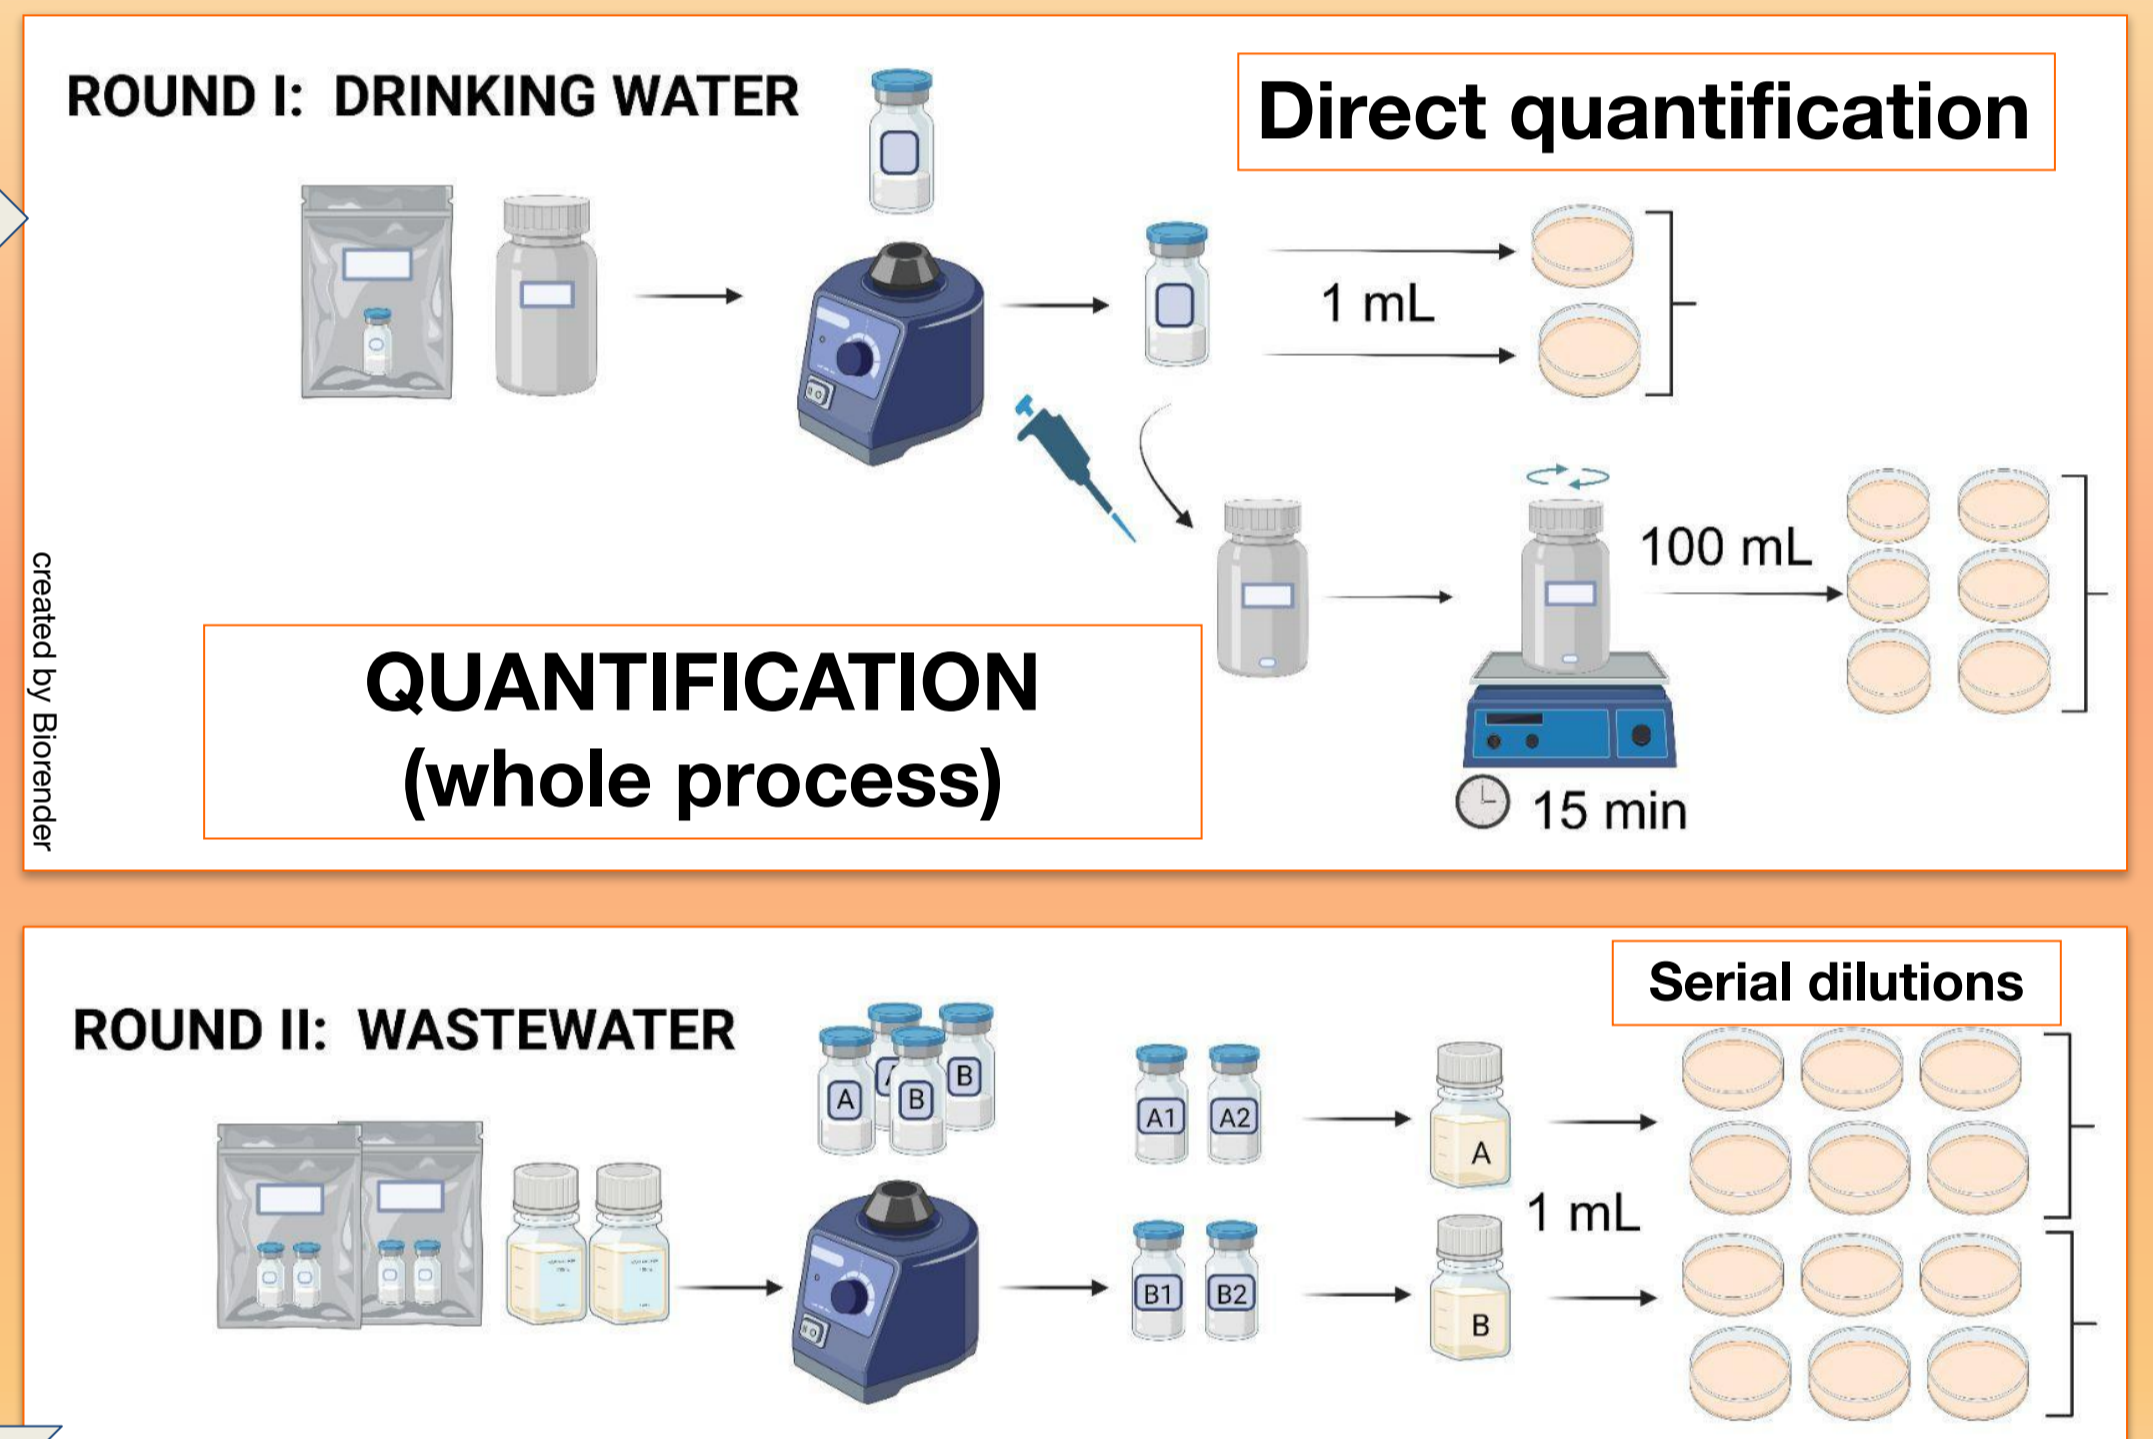 ROUND I: DRINKING WATER
Direct quantification
1 mL
100 mL
QUANTIFICATION
(whole process)
15 min
created by Biorender
Serial dilutions
ROUND II: WASTEWATER
A
B
B
A1 A2
A
B1 B2
B
1 mL